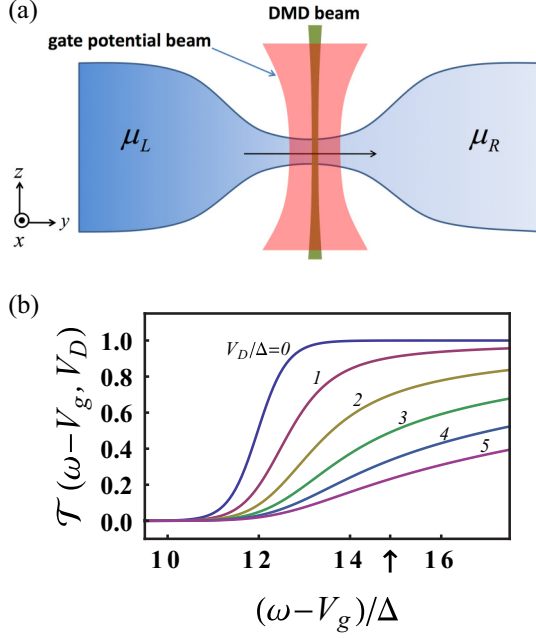 (a)
DMD beam
gate potential beam
μ_L
μ_R
z
x
y
(b)
𝒯 (ω−V_g, V_D)
1.0
0.8
0.6
0.4
0.2
0.0
V_D/Δ=0
1
2
3
4
5
10
12
14
16
(ω−V_g)/Δ